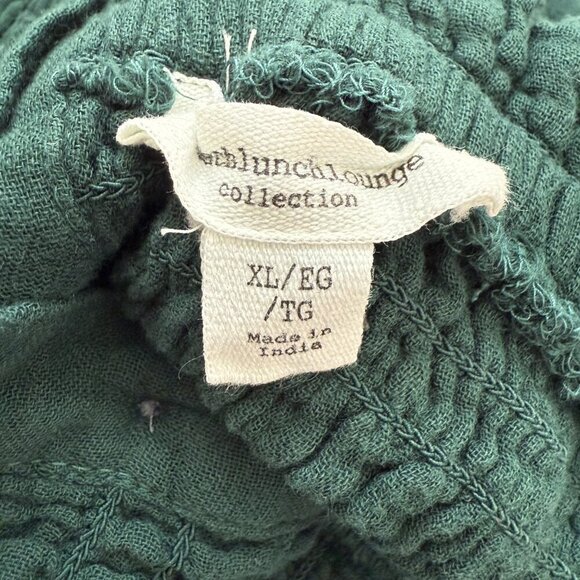 collection
XL/EG
/TG
Made in
India